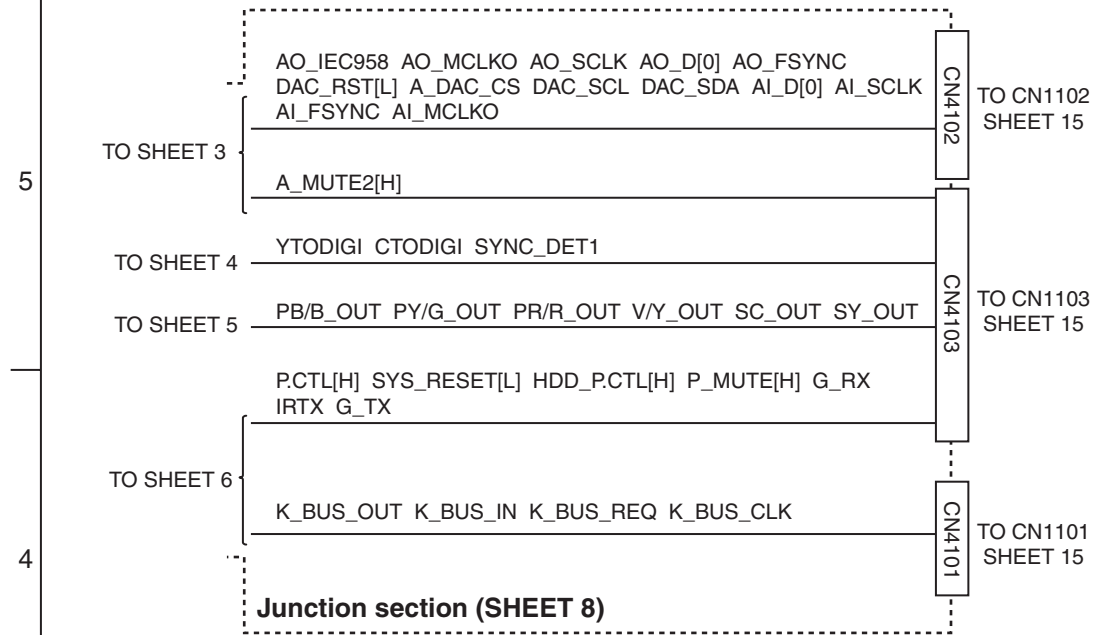 AO_IEC958 AO_MCLKO AO_SCLK AO_D[0] AO_FSYNC
DAC_RST[L] A_DAC_CS DAC_SCL DAC_SDA AI_D[0] AI_SCLK
AI_FSYNC AI_MCLKO
CN4102
TO CN1102
SHEET 15
TO SHEET 3
5
A_MUTE2[H]
YTODIGI CTODIGI SYNC_DET1
TO SHEET 4
PB/B_OUT PY/G_OUT PR/R_OUT V/Y_OUT SC_OUT SY_OUT
TO SHEET 5
CN4103
TO CN1103
SHEET 15
P.CTL[H] SYS_RESET[L] HDD_P.CTL[H] P_MUTE[H] G_RX
IRTX G_TX
TO SHEET 6
K_BUS_OUT K_BUS_IN K_BUS_REQ K_BUS_CLK
CN4101
TO CN1101
SHEET 15
4
Junction section (SHEET 8)